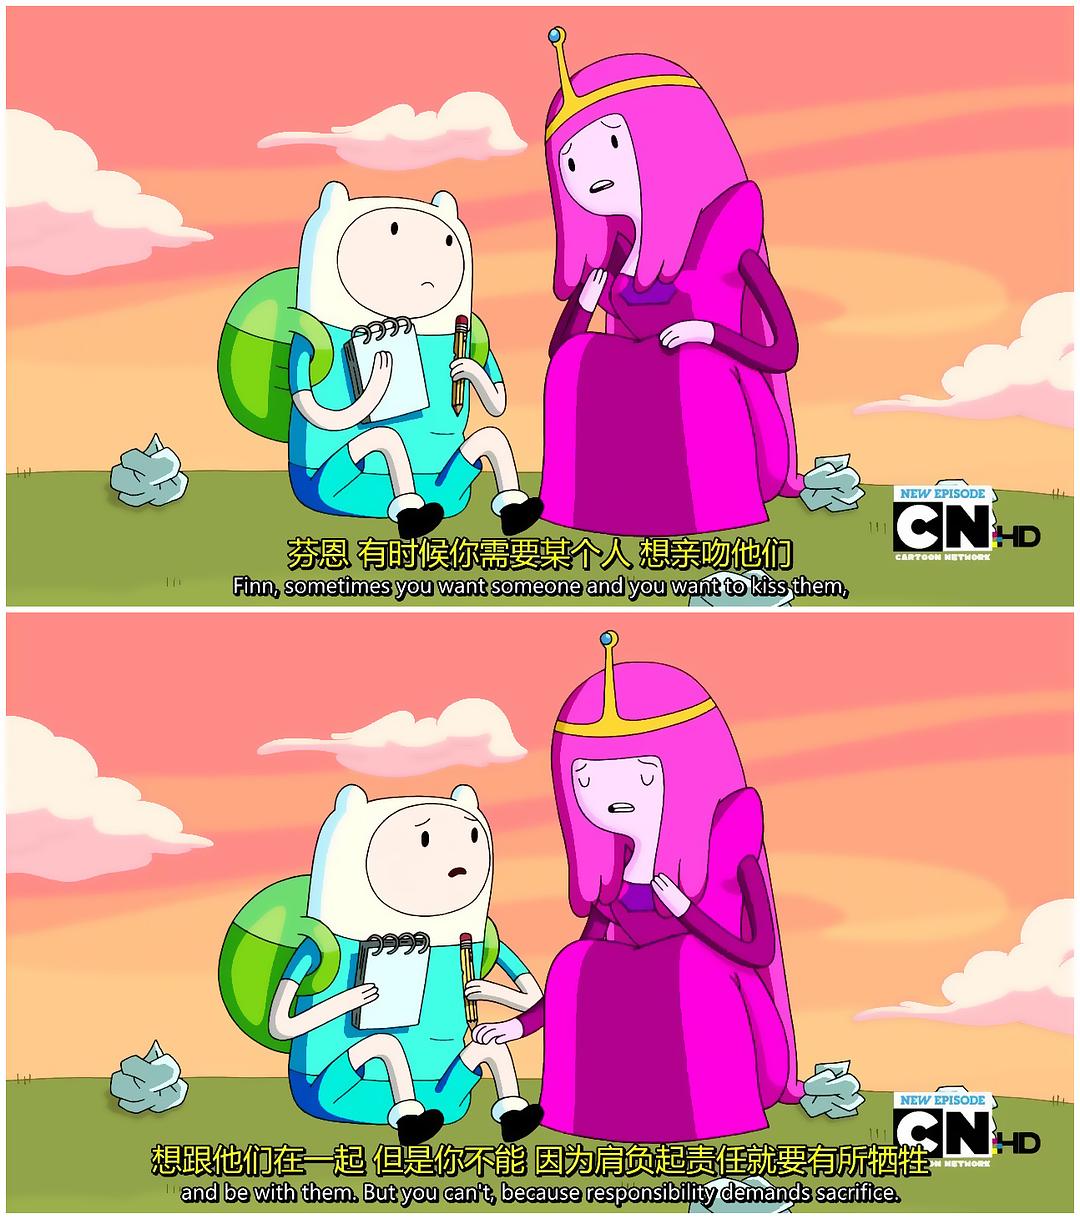 NEW EPISODE
CN HD
CARTOON NETWORK
芬恩 有时候你需要某个人 想亲吻他们
Finn, sometimes you want someone and you want to kiss them,
NEW EPISODE
CN HD
ON NETWORK
想跟他们在一起 但是你不能 因为肩负起责任就要有所牺牲
and be with them. But you can't, because responsibility demands sacrifice.